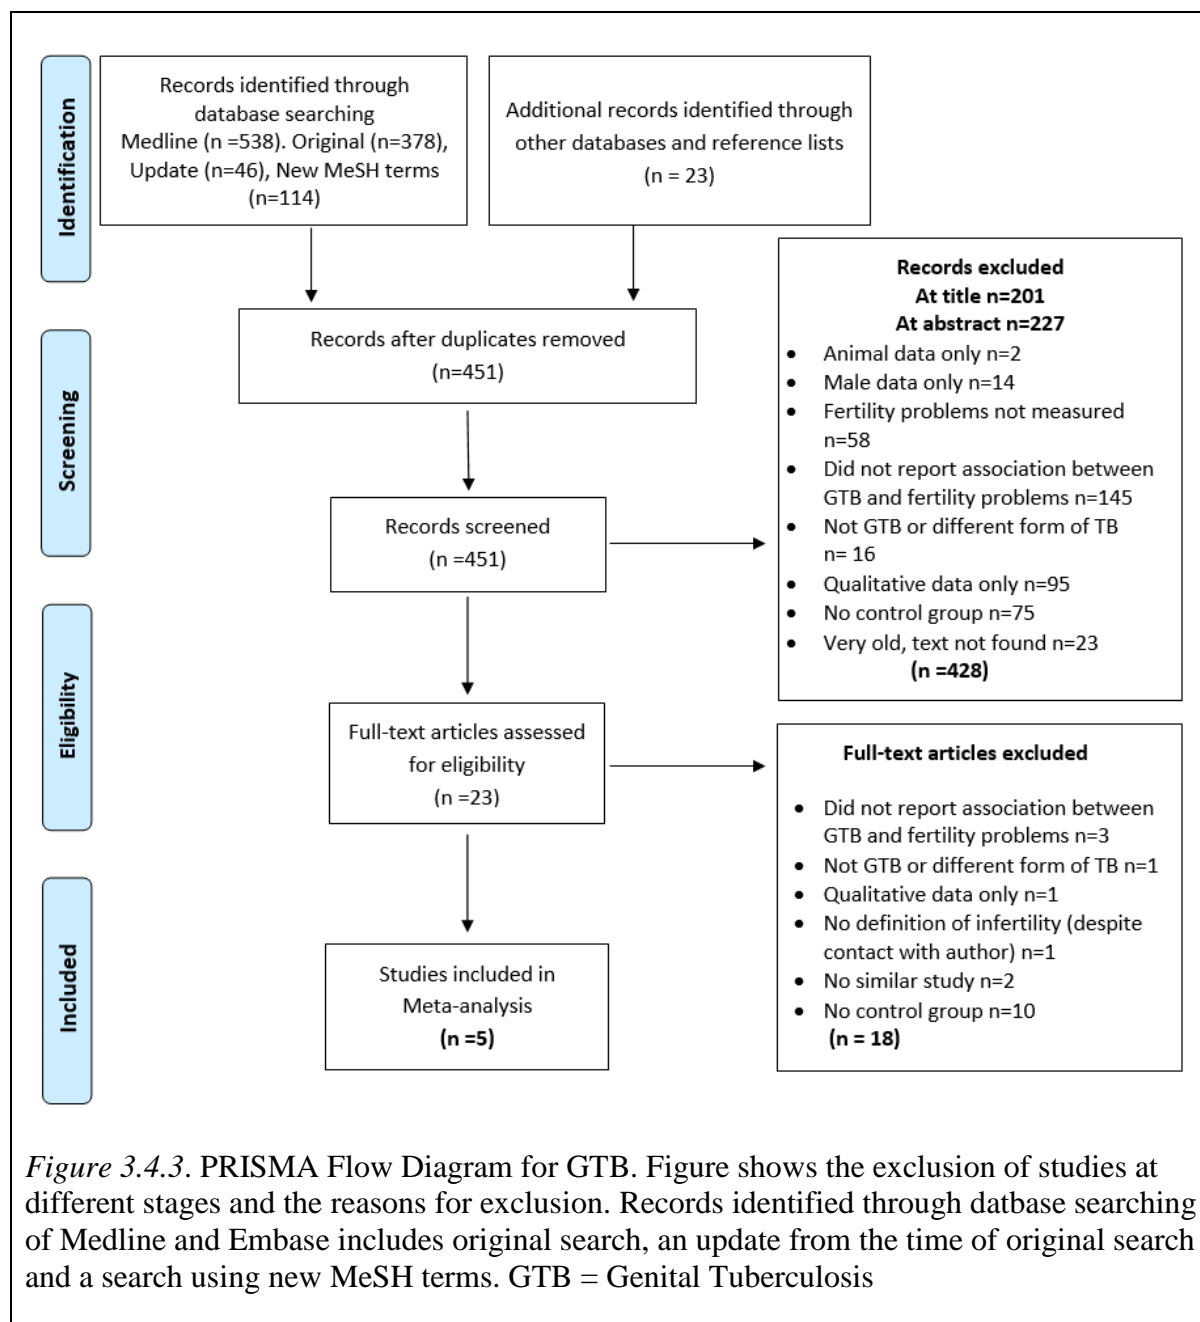 Identification
Records identified through
database searching
Medline (n =538). Original (n=378),
Update (n=46), New MeSH terms
(n=114)
Additional records identified through
other databases and reference lists
(n = 23)
Screening
Records after duplicates removed
(n=451)
Records screened
(n =451)
Records excluded
At title n=201
At abstract n=227
• Animal data only n=2
• Male data only n=14
• Fertility problems not measured
n=58
• Did not report association between
GTB and fertility problems n=145
• Not GTB or different form of TB
n= 16
• Qualitative data only n=95
• No control group n=75
• Very old, text not found n=23
(n =428)
Eligibility
Full-text articles assessed
for eligibility
(n =23)
Full-text articles excluded
• Did not report association between
GTB and fertility problems n=3
• Not GTB or different form of TB n=1
• Qualitative data only n=1
• No definition of infertility (despite
contact with author) n=1
• No similar study n=2
• No control group n=10
(n = 18)
Included
Studies included in
Meta-analysis
(n =5)
Figure 3.4.3. PRISMA Flow Diagram for GTB. Figure shows the exclusion of studies at
different stages and the reasons for exclusion. Records identified through datbase searching
of Medline and Embase includes original search, an update from the time of original search
and a search using new MeSH terms. GTB = Genital Tuberculosis